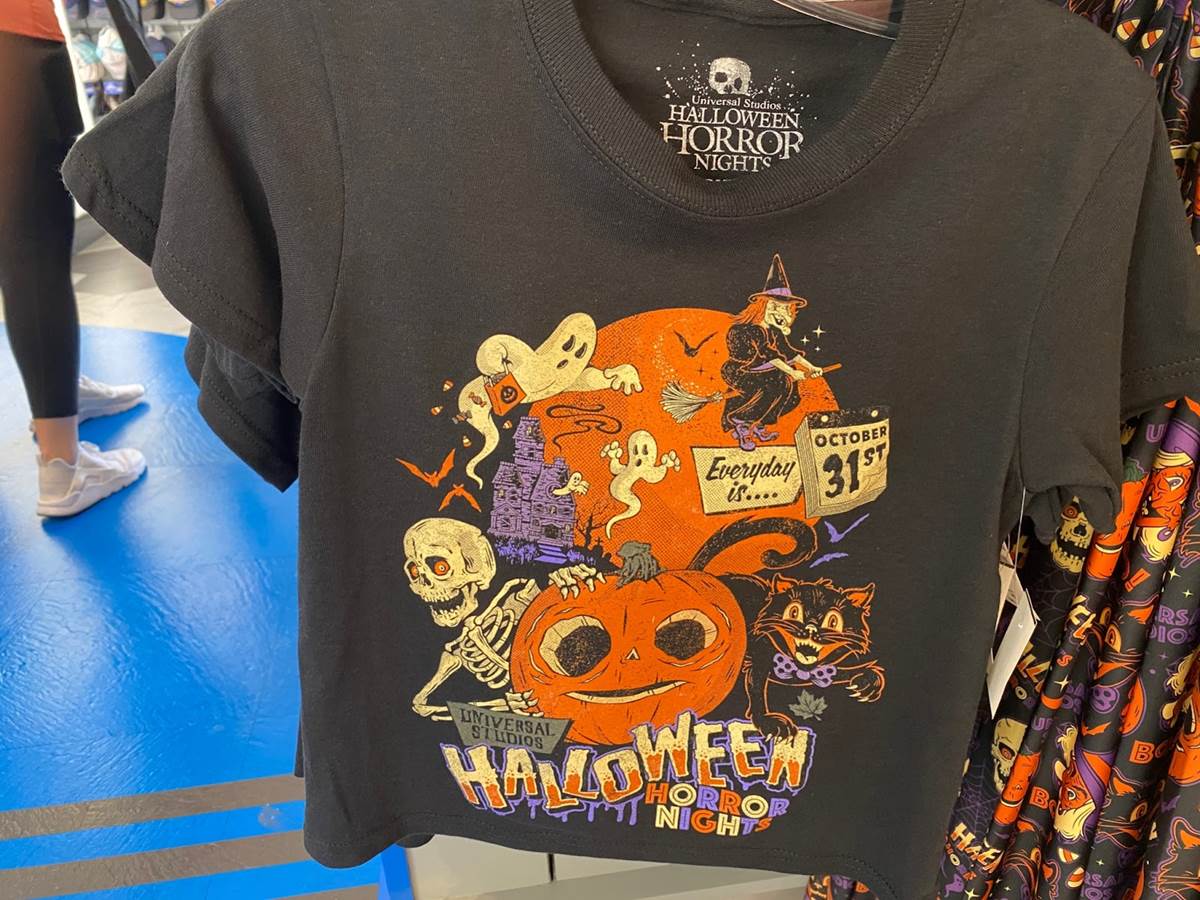 Universal Studios
HALLOWEEN
HORROR
NIGHTS
Everyday
is....
OCTOBER
31ST
UNIVERSAL
STUDIOS
HALLOWEEN
HORROR
NIGHTS